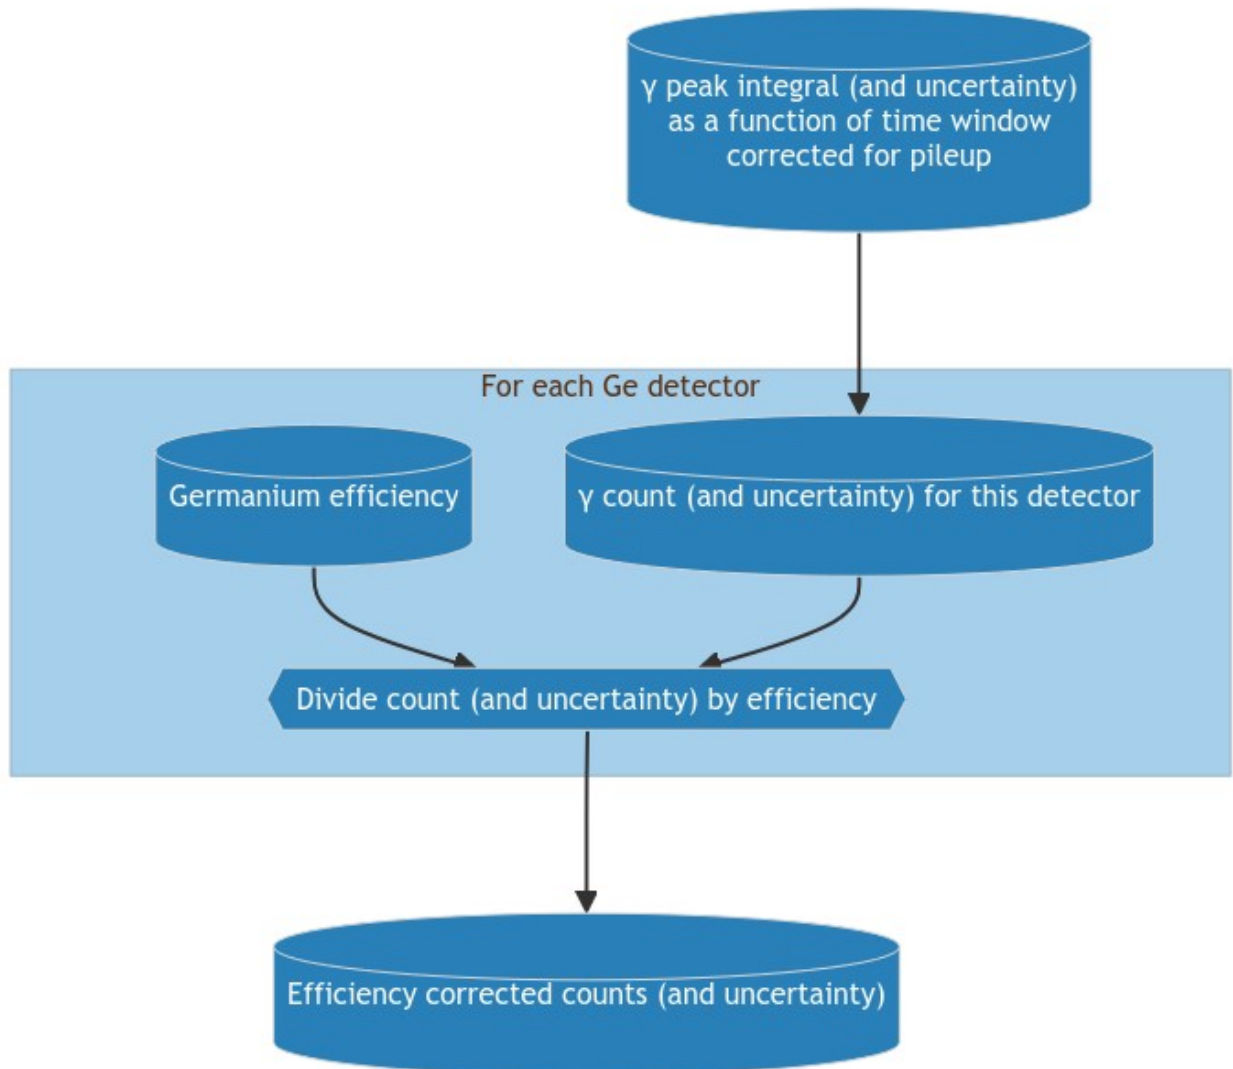 γ peak integral (and uncertainty)
as a function of time window
corrected for pileup
For each Ge detector
Germanium efficiency
γ count (and uncertainty) for this detector
Divide count (and uncertainty) by efficiency
Efficiency corrected counts (and uncertainty)